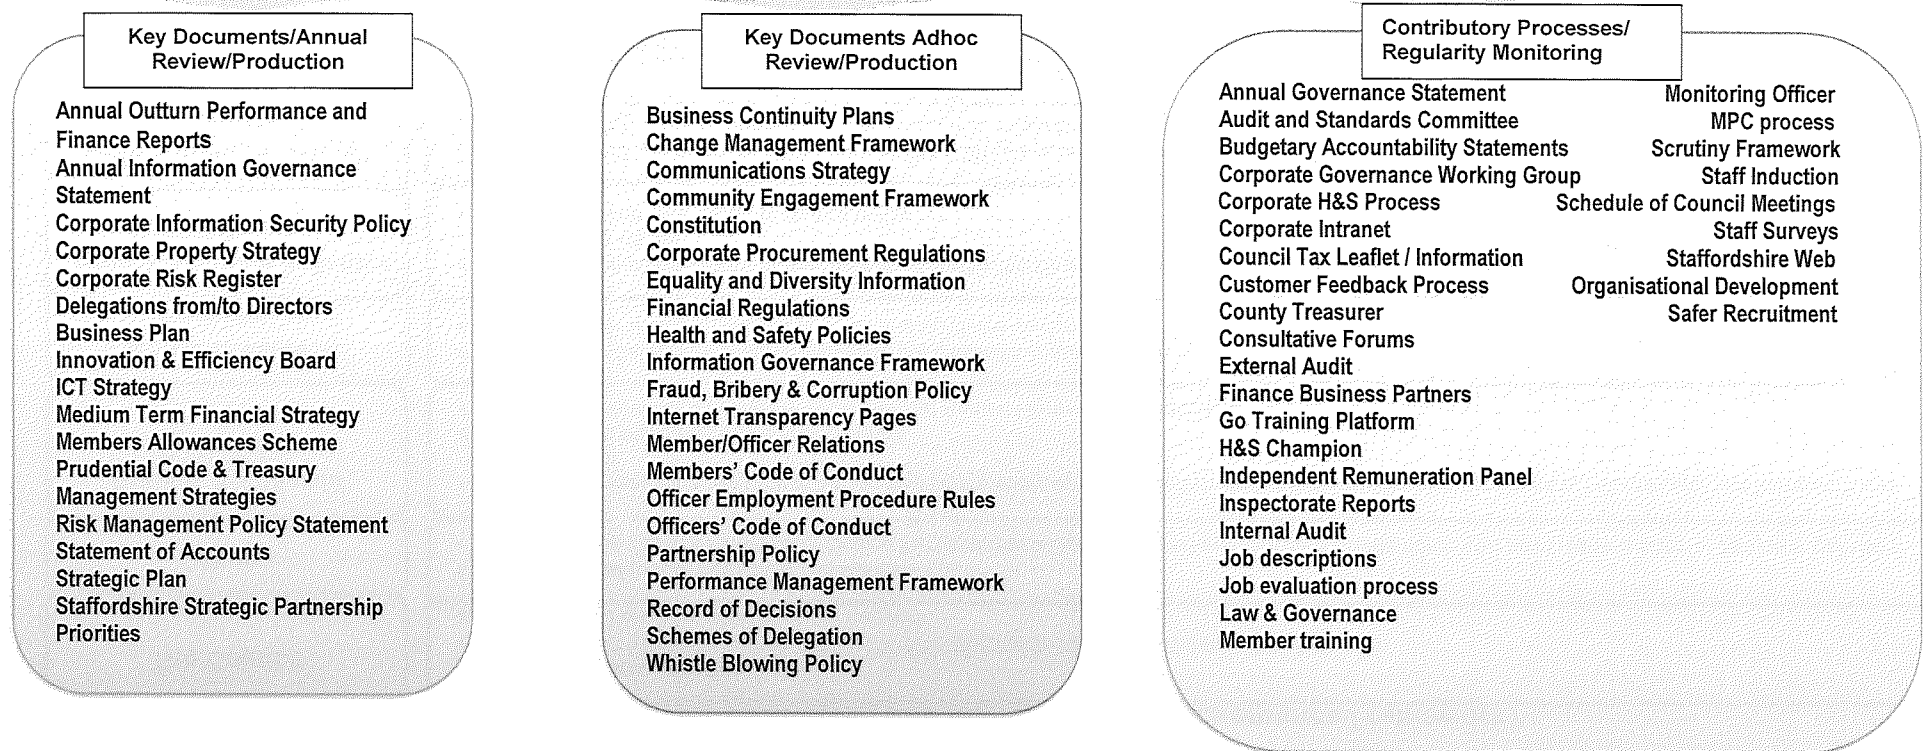 Key Documents/Annual
Review/Production
Annual Outturn Performance and
Finance Reports
Annual Information Governance
Statement
Corporate Information Security Policy
Corporate Property Strategy
Corporate Risk Register
Delegations from/to Directors
Business Plan
Innovation & Efficiency Board
ICT Strategy
Medium Term Financial Strategy
Members Allowances Scheme
Prudential Code & Treasury
Management Strategies
Risk Management Policy Statement
Statement of Accounts
Strategic Plan
Staffordshire Strategic Partnership
Priorities
Key Documents Adhoc
Review/Production
Business Continuity Plans
Change Management Framework
Communications Strategy
Community Engagement Framework
Constitution
Corporate Procurement Regulations
Equality and Diversity Information
Financial Regulations
Health and Safety Policies
Information Governance Framework
Fraud, Bribery & Corruption Policy
Internet Transparency Pages
Member/Officer Relations
Members' Code of Conduct
Officer Employment Procedure Rules
Officers' Code of Conduct
Partnership Policy
Performance Management Framework
Record of Decisions
Schemes of Delegation
Whistle Blowing Policy
Contributory Processes/
Regularity Monitoring
Annual Governance Statement
Audit and Standards Committee
Budgetary Accountability Statements
Corporate Governance Working Group
Corporate H&S Process
Corporate Intranet
Council Tax Leaflet / Information
Customer Feedback Process
County Treasurer
Consultative Forums
External Audit
Finance Business Partners
Go Training Platform
H&S Champion
Independent Remuneration Panel
Inspectorate Reports
Internal Audit
Job descriptions
Job evaluation process
Law & Governance
Member training
Monitoring Officer
MPC process
Scrutiny Framework
Staff Induction
Schedule of Council Meetings
Staff Surveys
Staffordshire Web
Organisational Development
Safer Recruitment